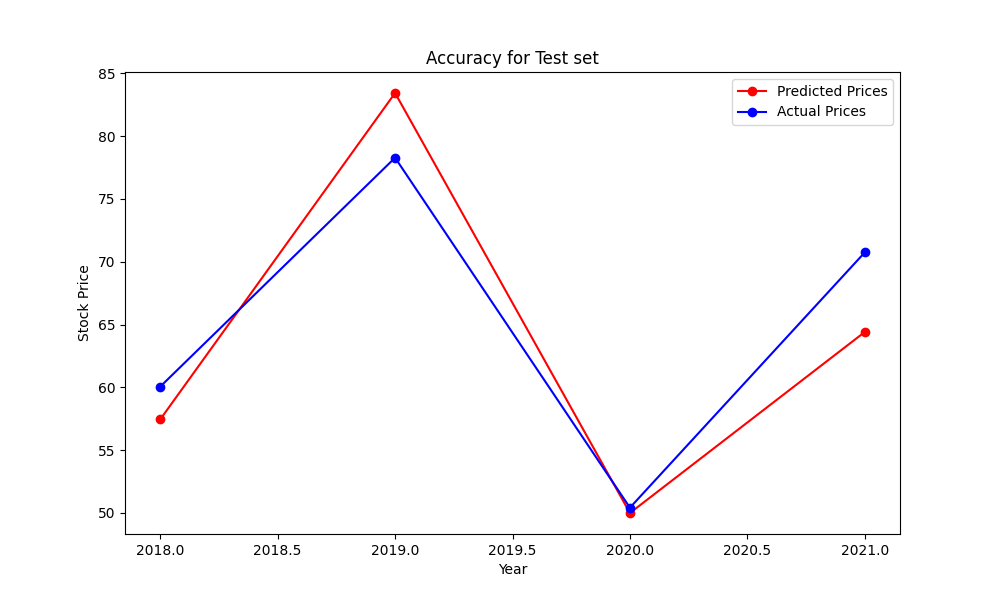 Accuracy for Test set
Predicted Prices
Actual Prices
85
80
75
70
65
60
55
50
Stock Price
2018.0 2018.5 2019.0 2019.5 2020.0 2020.5 2021.0
Year